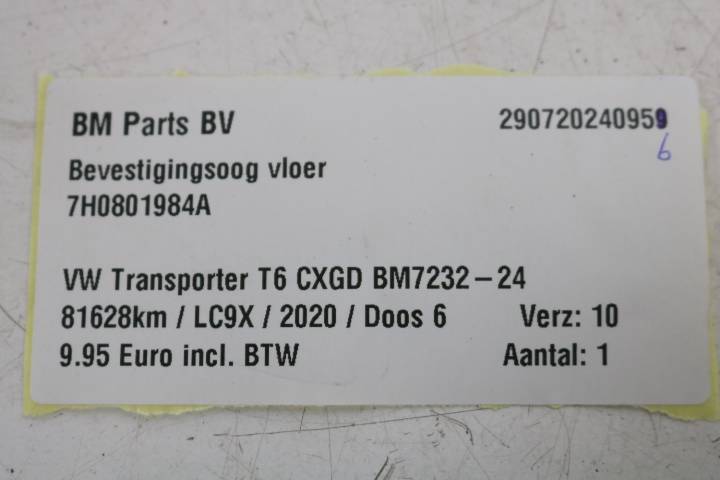 BM Parts BV 290720240959
6
Bevestigingsoog vloer
7H0801984A
VW Transporter T6 CXGD BM7232-24
81628km / LC9X / 2020 / Doos 6 Verz: 10
9.95 Euro incl. BTW Aantal: 1